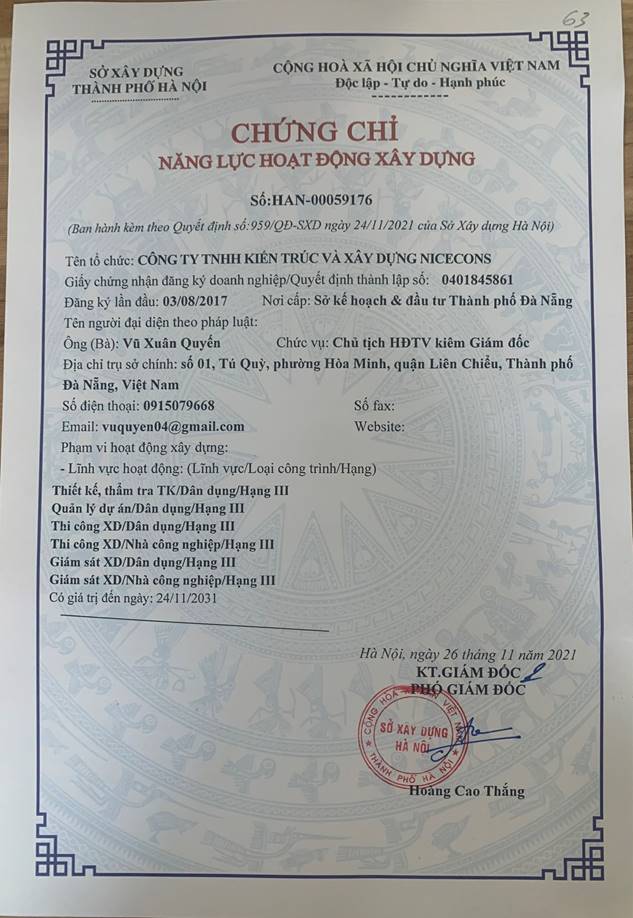 63
SỞ XÂY DỰNG
THÀNH PHỐ HÀ NỘI
CỘNG HOÀ XÃ HỘI CHỦ NGHĨA VIỆT NAM
Độc lập - Tự do - Hạnh phúc
CHỨNG CHỈ
NĂNG LỰC HOẠT ĐỘNG XÂY DỰNG
Số:HAN-00059176
(Ban hành kèm theo Quyết định số:959/QĐ-SXD ngày 24/11/2021 của Sở Xây dựng Hà Nội)
Tên tổ chức: CÔNG TY TNHH KIẾN TRÚC VÀ XÂY DỰNG NICECONS
Giấy chứng nhận đăng ký doanh nghiệp/Quyết định thành lập số: 0401845861
Đăng ký lần đầu: 03/08/2017 Nơi cấp: Sở kế hoạch & đầu tư Thành phố Đà Nẵng
Tên người đại diện theo pháp luật:
Ông (Bà): Vũ Xuân Quyến Chức vụ: Chủ tịch HĐTV kiêm Giám đốc
Địa chỉ trụ sở chính: số 01, Tú Quỳ, phường Hòa Minh, quận Liên Chiểu, Thành phố
Đà Nẵng, Việt Nam
Số điện thoại: 0915079668 Số fax:
Email: vuquyen04@gmail.com Website:
Phạm vi hoạt động xây dựng:
- Lĩnh vực hoạt động: (Lĩnh vực/Loại công trình/Hạng)
Thiết kế, thẩm tra TK/Dân dụng/Hạng III
Quản lý dự án/Dân dụng/Hạng III
Thi công XD/Dân dụng/Hạng III
Thi công XD/Nhà công nghiệp/Hạng III
Giám sát XD/Dân dụng/Hạng III
Giám sát XD/Nhà công nghiệp/Hạng III
Có giá trị đến ngày: 24/11/2031
Hà Nội, ngày 26 tháng 11 năm 2021
KT.GIÁM ĐỐC
PHÓ GIÁM ĐỐC
SỞ XÂY DỰNG
HÀ NỘI
THÀNH PHỐ HÀ NỘI
Hoàng Cao Thắng